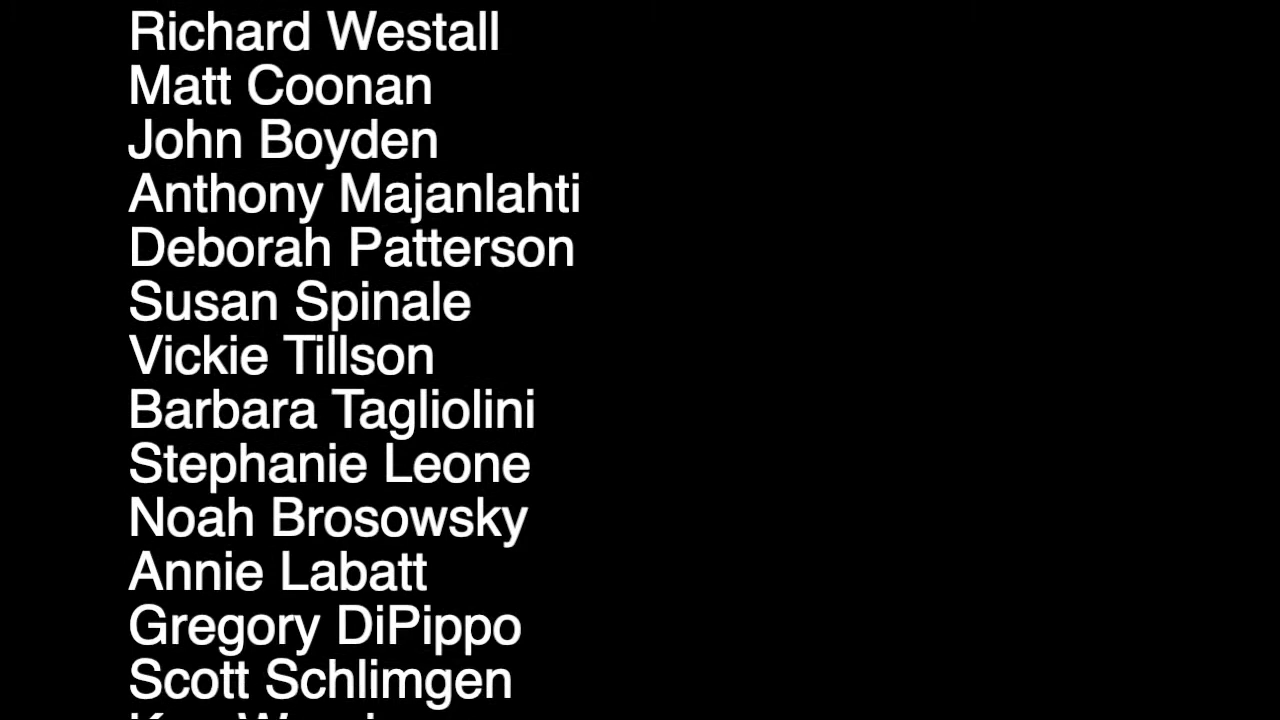 Richard Westall
Matt Coonan
John Boyden
Anthony Majanlahti
Deborah Patterson
Susan Spinale
Vickie Tillson
Barbara Tagliolini
Stephanie Leone
Noah Brosowsky
Annie Labatt
Gregory DiPippo
Scott Schlimgen